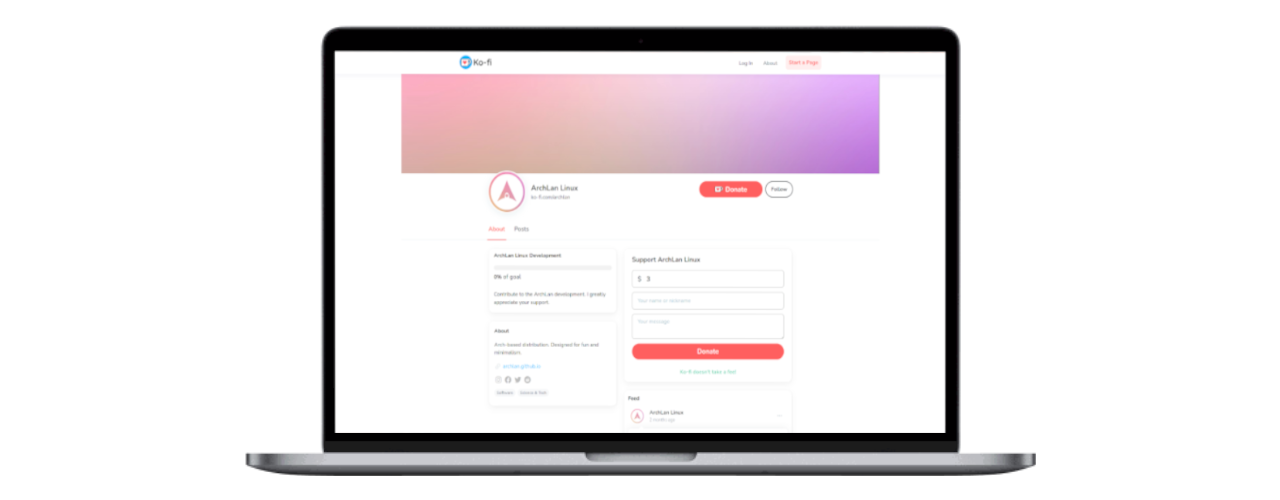 Ko-fi
Log in About Start a Page
ArchLan Linux
ko-fi.com/archlan
Donate Follow
About Posts
ArchLan Linux Development
0% of goal
Contribute to the ArchLan development. I greatly
appreciate your support
About
Arch based distribution. Designed for fun and
minimalism
archlan.github.io
Software Science & Tech
Support ArchLan Linux
$ 3
Your name or nickname
Your message
Donate
Ko-fi doesn't take a fee!
Feed
ArchLan Linux
month ago